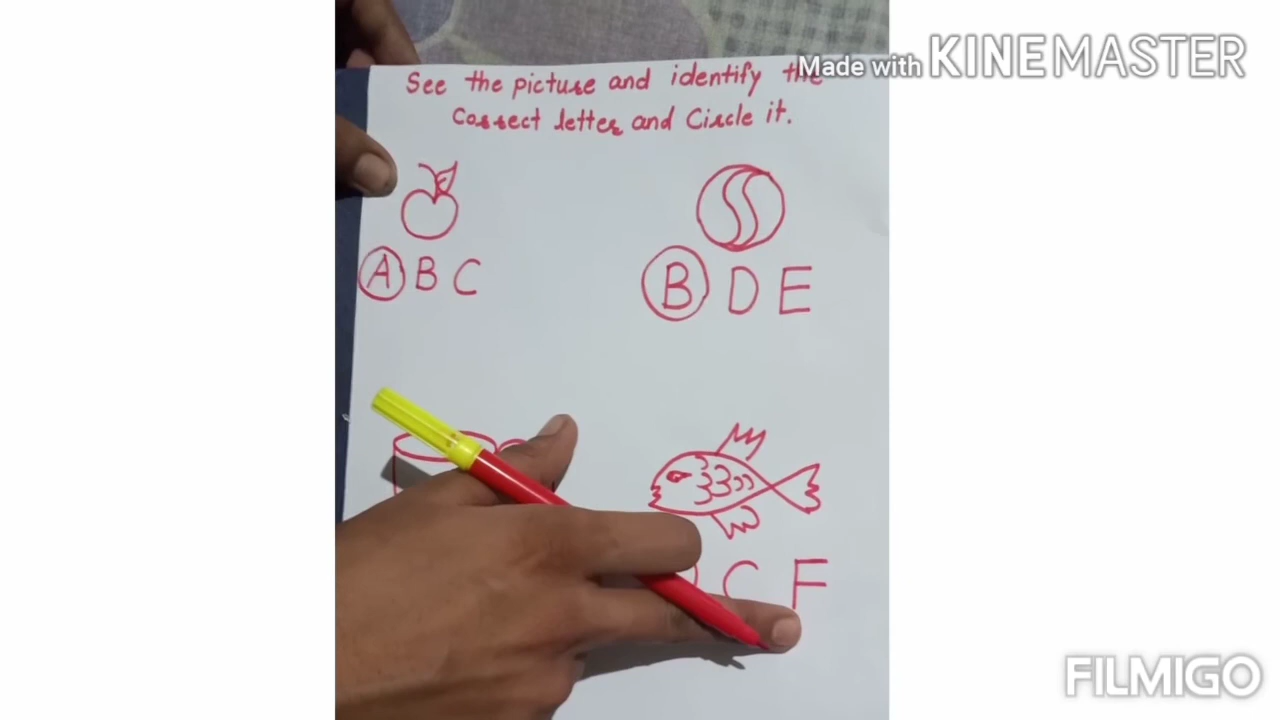 Made with KINEMASTER
See the picture and identify the
Correct letter and Circle it.
A B C
B D E
C F
FILMIGO